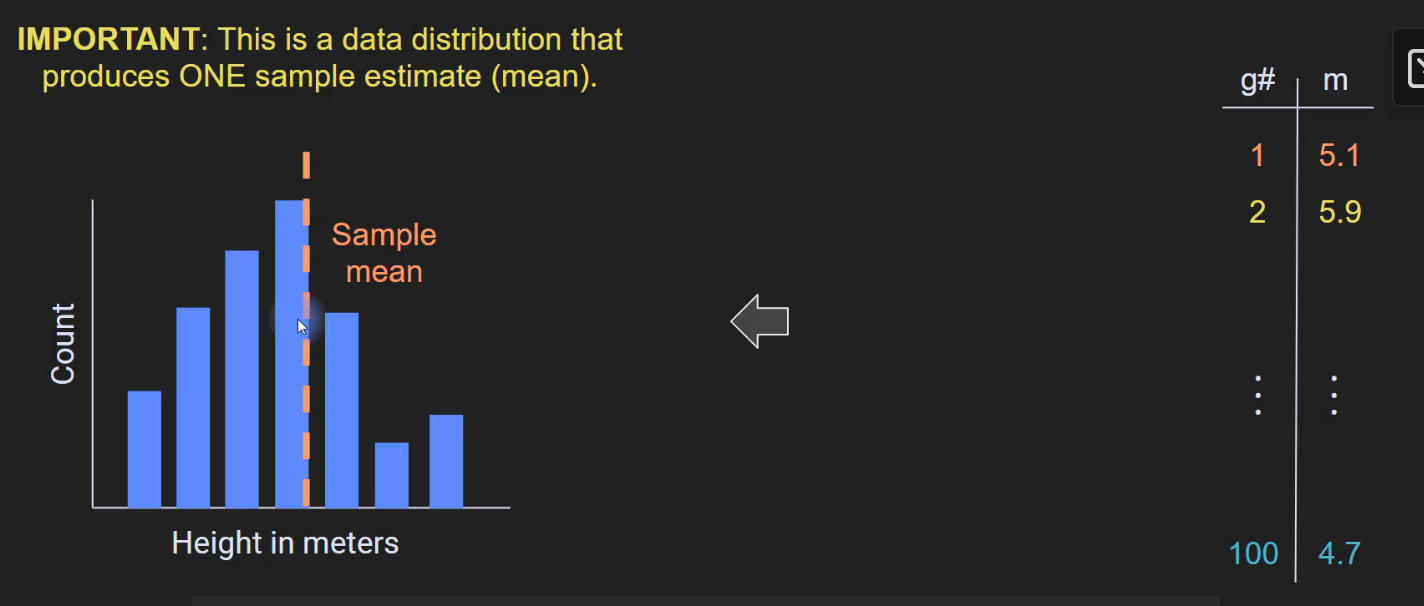 IMPORTANT: This is a data distribution that
produces ONE sample estimate (mean).
Sample
mean
Count
Height in meters
g# m
1 5.1
2 5.9
⋮ ⋮
100 4.7